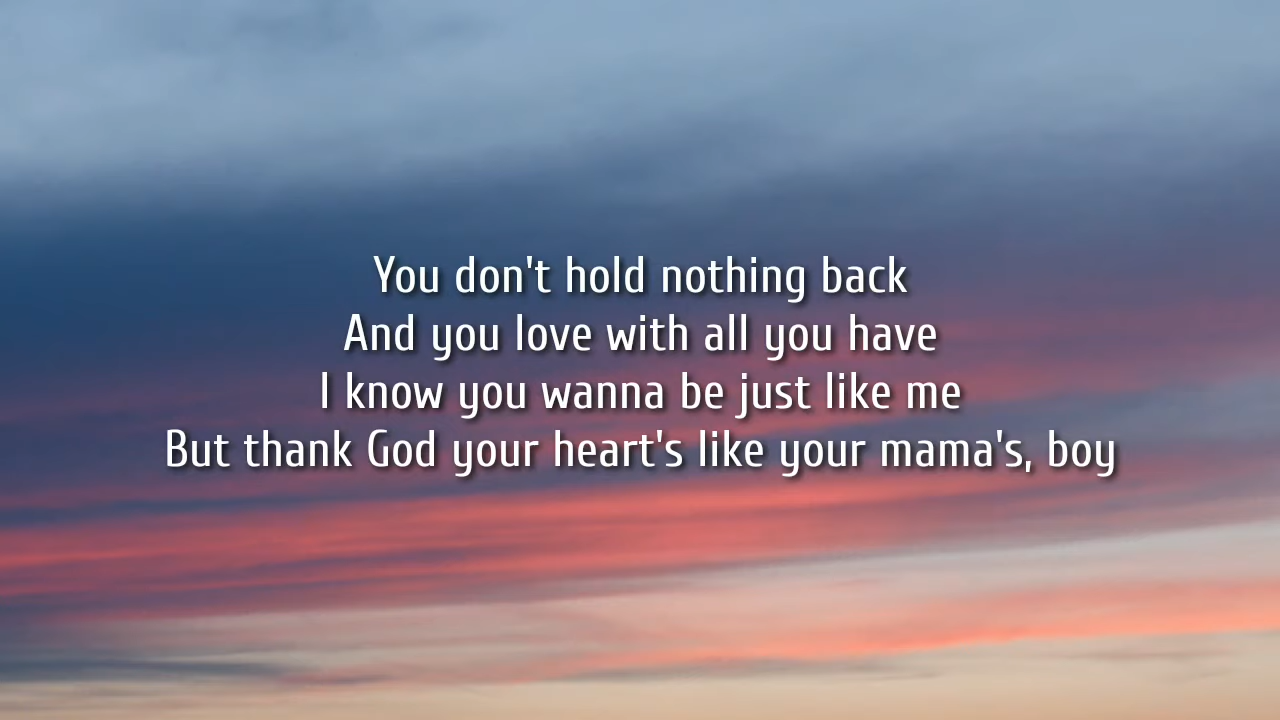 You don't hold nothing back
And you love with all you have
I know you wanna be just like me
But thank God your heart's like your mama's, boy